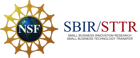 NSF
SBIR/STTR
SMALL BUSINESS INNOVATION RESEARCH
SMALL BUSINESS TECHNOLOGY TRANSFER